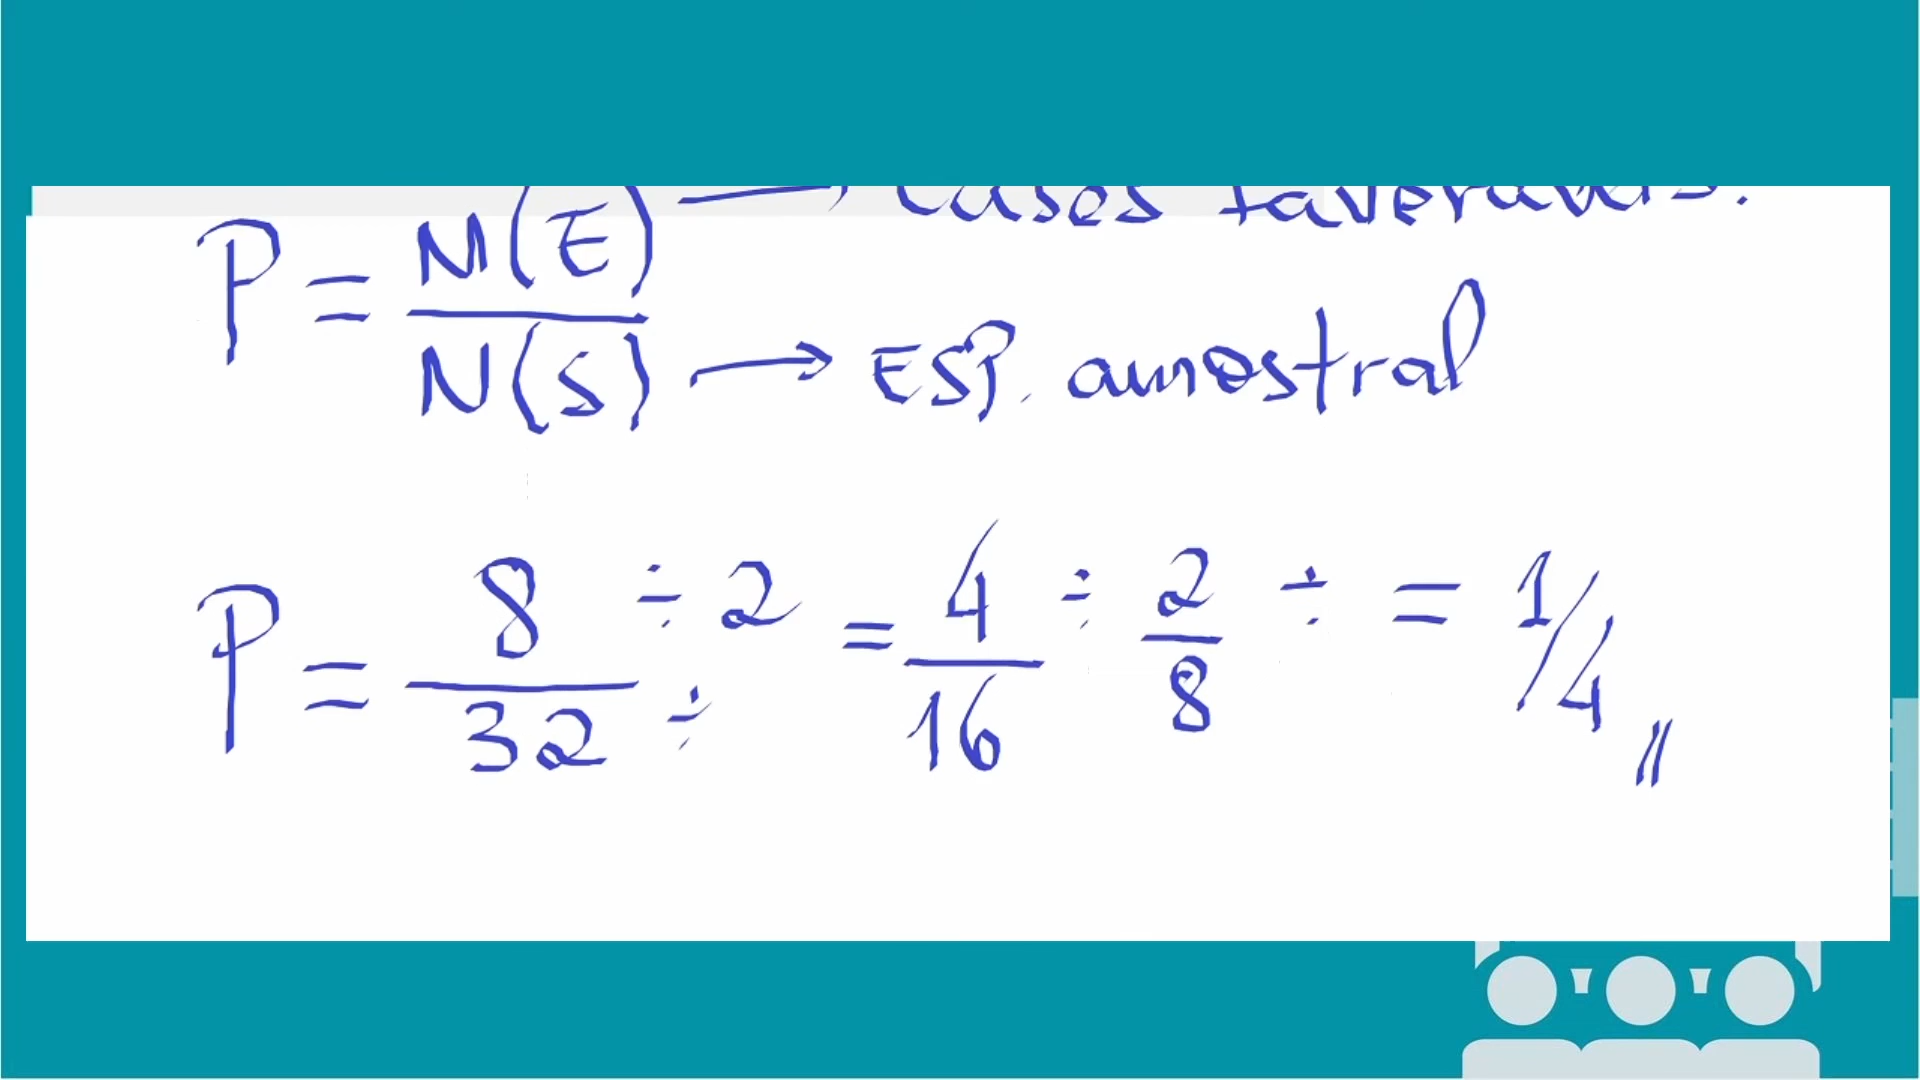 P = N(E) → Casos favoráveis.
N(S) → ESP. amostral
P = 8 ÷ 2 = 4 ÷ 2 ÷ = 1/4 //
32 ÷ 16 8